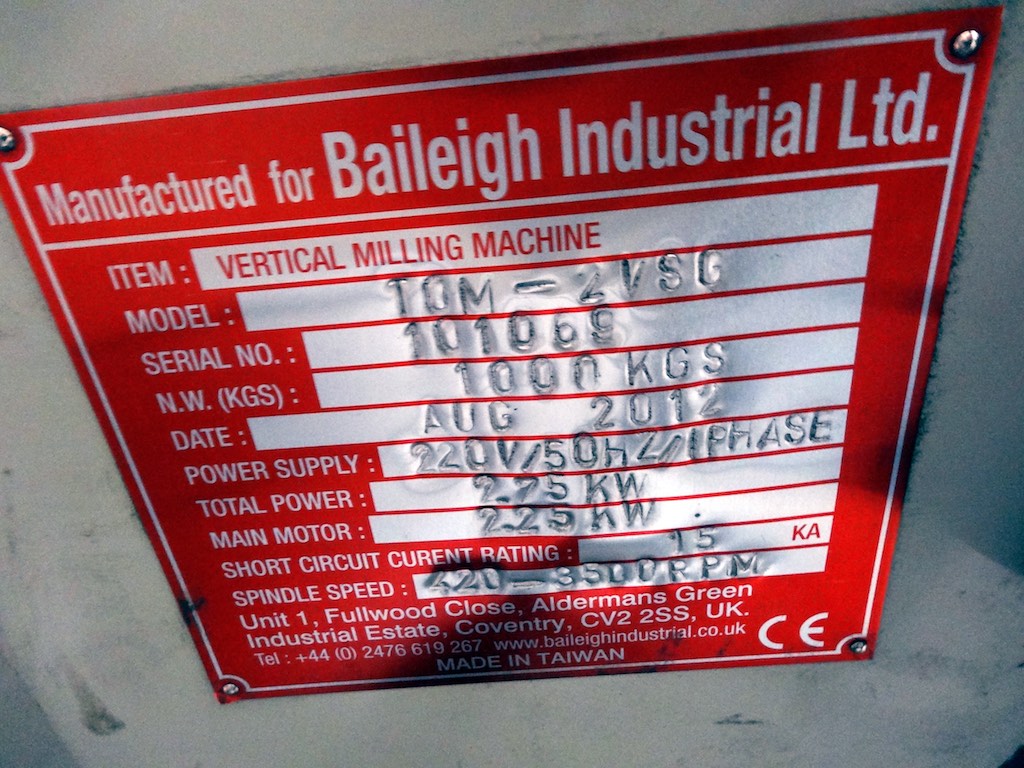 Manufactured for Baileigh Industrial Ltd.
ITEM : VERTICAL MILLING MACHINE
MODEL : TOM - 2VSG
SERIAL NO. : 101069
N.W. (KGS) : 1000 KGS
DATE : AUG 2012
POWER SUPPLY : 220V/50HZ/1PHASE
TOTAL POWER : 2.25 KW
MAIN MOTOR : 2.25 KW
SHORT CIRCUIT CURENT RATING : 15 KA
SPINDLE SPEED : 420-3500RPM
Unit 1, Fullwood Close, Aldermans Green
Industrial Estate, Coventry, CV2 2SS, UK.
Tel : +44 (0) 2476 619 267 www.baileighindustrial.co.uk
MADE IN TAIWAN
CE